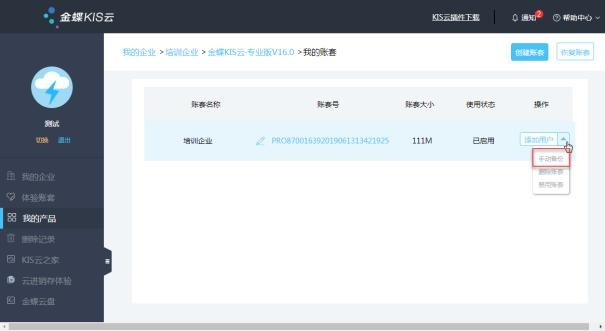 金蝶KIS云
KIS云插件下载
通知 2
帮助中心
我的企业 >培训企业 >金蝶KIS云-专业版V16.0 >我的账套
创建账套
恢复账套
测试
切换 退出
我的企业
体验账套
我的产品
删除记录
KIS云之家
云进销存体验
金蝶云盘
账套名称 账套号 账套大小 使用状态 操作
培训企业 PRO8700163920190613134219​25 111M 已启用 添加用户
手动备份
删除账套
禁用账套